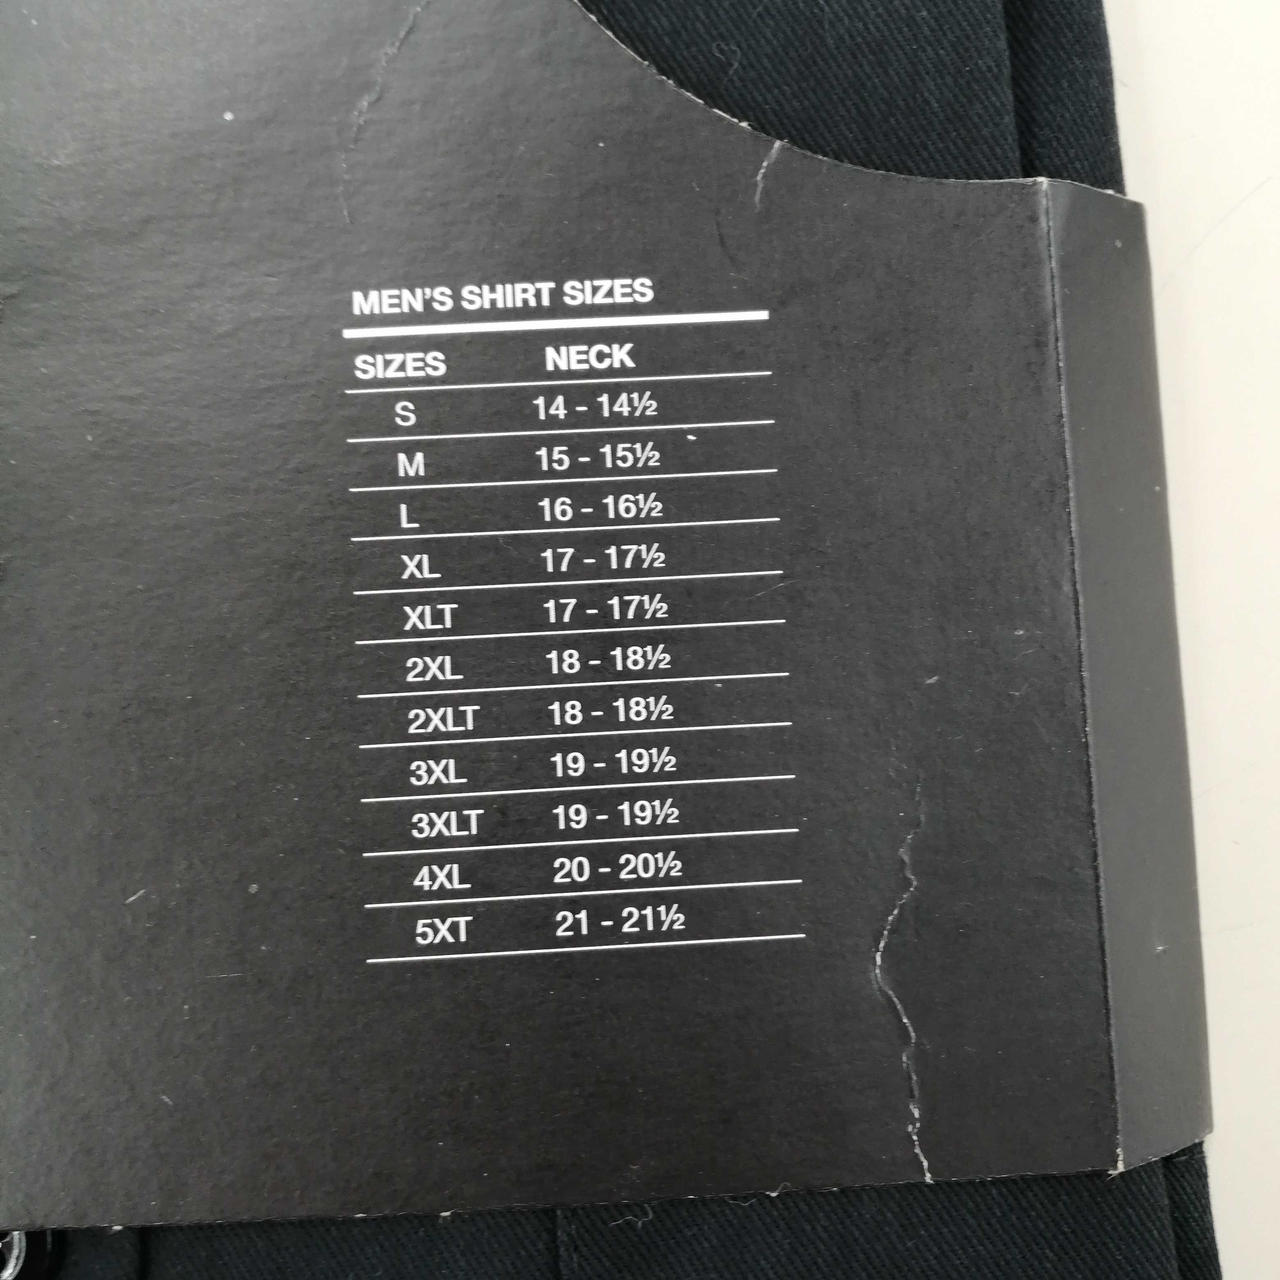 MEN'S SHIRT SIZES
SIZES NECK
S 14 - 14½
M 15 - 15½
L 16 - 16½
XL 17 - 17½
XLT 17 - 17½
2XL 18 - 18½
2XLT 18 - 18½
3XL 19 - 19½
3XLT 19 - 19½
4XL 20 - 20½
5XT 21 - 21½